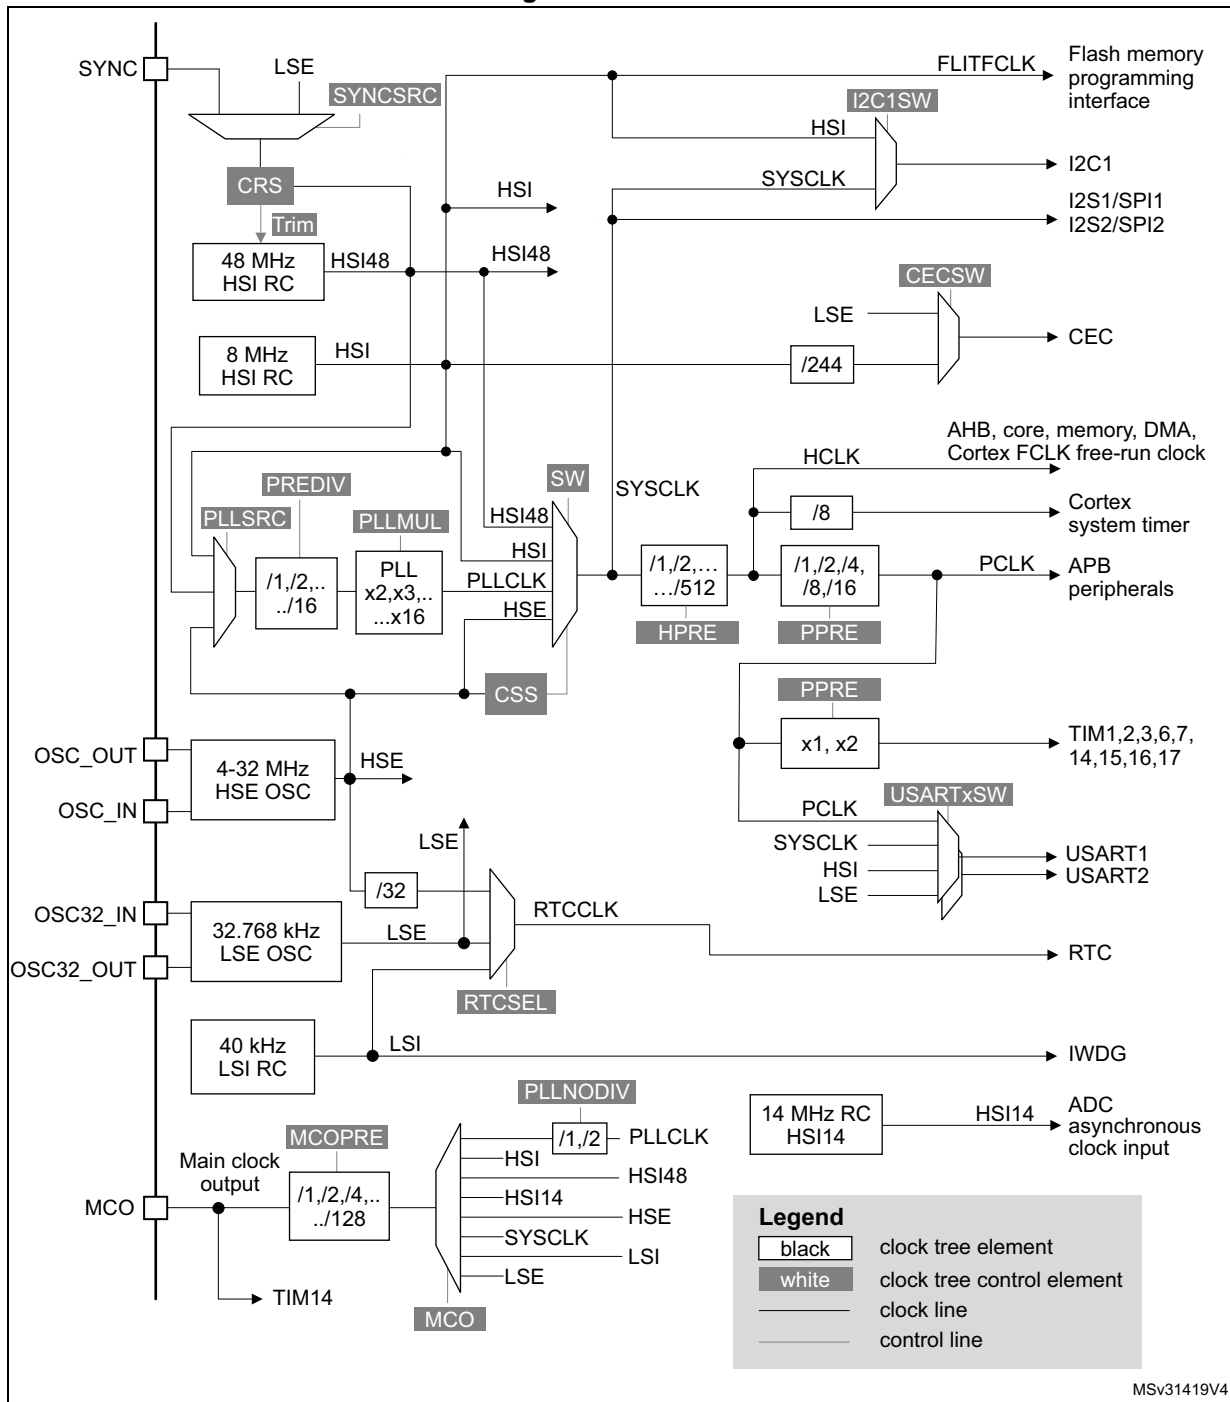 SYNC
LSE
SYNCSRC
FLITFCLK
Flash memory
programming
interface
I2C1SW
HSI
I2C1
SYSCLK
CRS
HSI
I2S1/SPI1
I2S2/SPI2
Trim
48 MHz
HSI RC
HSI48
HSI48
CECSW
LSE
CEC
8 MHz
HSI RC
HSI
/244
AHB, core, memory, DMA,
Cortex FCLK free-run clock
HCLK
SW
SYSCLK
PREDIV
PLLSRC
PLLMUL
HSI48
/8
Cortex
system timer
HSI
/1,/2,..
../16
PLL
x2,x3,..
...x16
PLLCLK
HSE
/1,/2,…
…/512
/1,/2,/4,
/8,/16
PCLK
APB
peripherals
HPRE
PPRE
CSS
PPRE
OSC_OUT
4-32 MHz
HSE OSC
HSE
x1, x2
TIM1,2,3,6,7,
14,15,16,17
OSC_IN
USARTxSW
PCLK
LSE
SYSCLK
HSI
LSE
USART1
USART2
/32
OSC32_IN
32.768 kHz
LSE OSC
LSE
RTCCLK
RTC
OSC32_OUT
RTCSEL
40 kHz
LSI RC
LSI
IWDG
PLLNODIV
/1,/2
PLLCLK
14 MHz RC
HSI14
HSI14
ADC
asynchronous
clock input
MCOPRE
Main clock
output
HSI
HSI48
MCO
/1,/2,/4,..
../128
HSI14
HSE
SYSCLK
LSI
LSE
TIM14
MCO
Legend
black
clock tree element
white
clock tree control element
clock line
control line
MSv31419V4